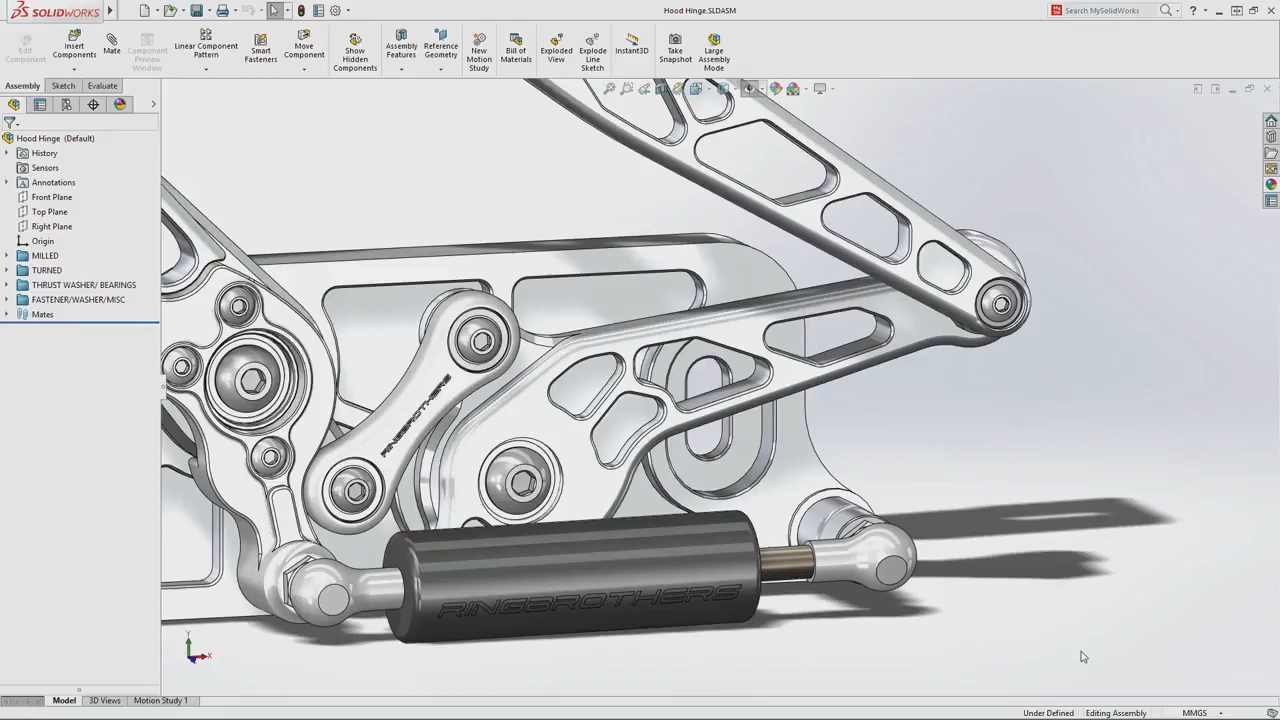 SOLIDWORKS
Hood Hinge.SLDASM
Search MySolidWorks
Edit Component
Insert Components
Mate
Component Preview Window
Linear Component Pattern
Smart Fasteners
Move Component
Show Hidden Components
Assembly Features
Reference Geometry
New Motion Study
Bill of Materials
Exploded View
Explode Line Sketch
Instant3D
Take Snapshot
Large Assembly Mode
Assembly
Sketch
Evaluate
Hood Hinge (Default)
History
Sensors
Annotations
Front Plane
Top Plane
Right Plane
Origin
MILLED
TURNED
THRUST WASHER/ BEARINGS
FASTENER/WASHER/MISC
Mates
RINGBROTHERS
RINGBROTHERS
Y
X
Model
3D Views
Motion Study 1
Under Defined
Editing Assembly
MMGS